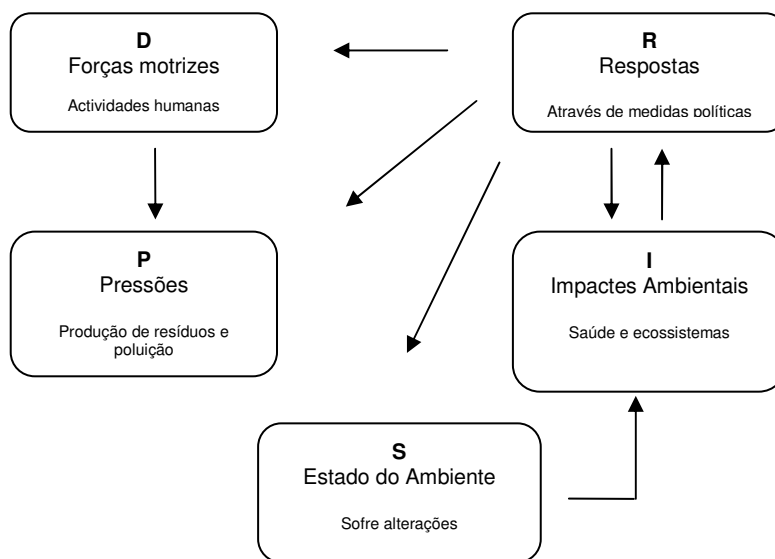 D
Forças motrizes
Actividades humanas
R
Respostas
Através de medidas políticas
P
Pressões
Produção de resíduos e
poluição
I
Impactes Ambientais
Saúde e ecossistemas
S
Estado do Ambiente
Sofre alterações